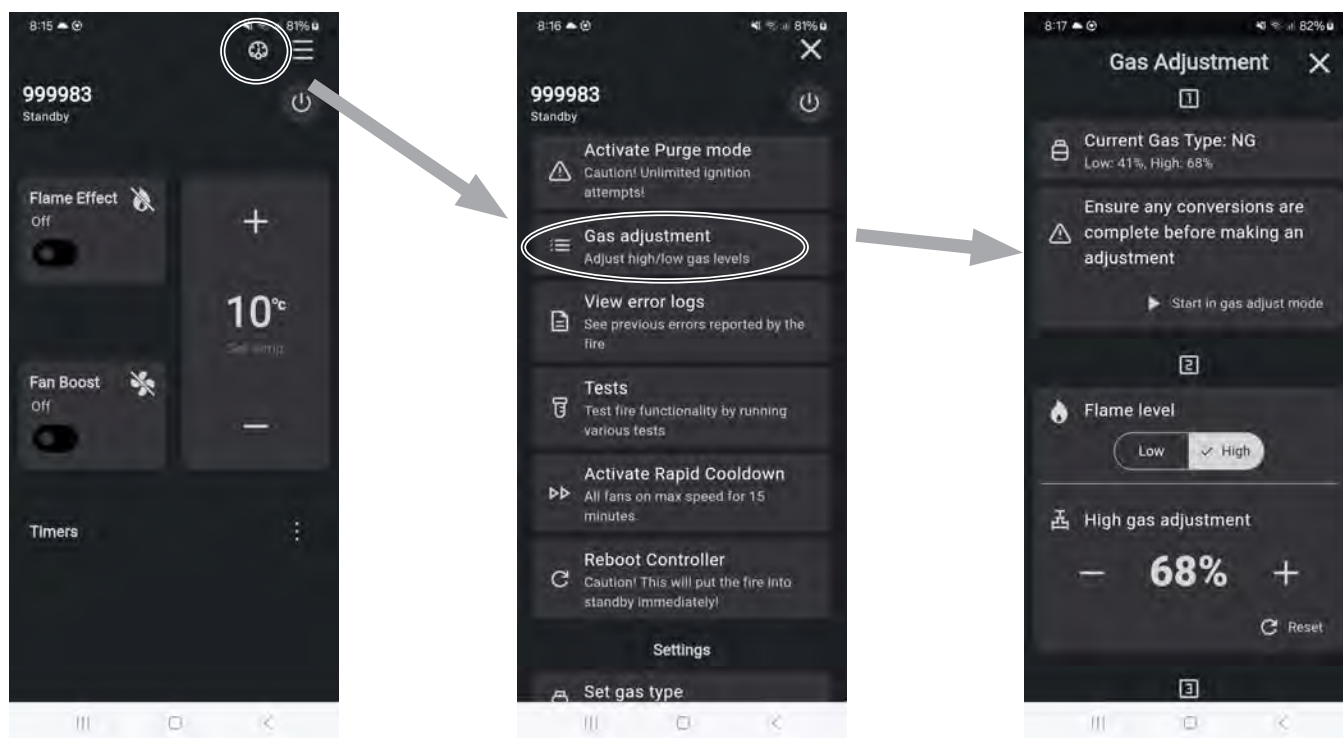 8:15
81%
999983
Standby
Flame Effect
Off
10°c
Set temp
Fan Boost
Off
Timers
8:16
81%
999983
Standby
Activate Purge mode
Caution! Unlimited ignition
attempts!
Gas adjustment
Adjust high/low gas levels
View error logs
See previous errors reported by the
fire
Tests
Test fire functionality by running
various tests
Activate Rapid Cooldown
All fans on max speed for 15
minutes
Reboot Controller
Caution! This will put the fire into
standby immediately!
Settings
Set gas type
8:17
82%
Gas Adjustment
1
Current Gas Type: NG
Low: 41%, High: 68%
Ensure any conversions are
complete before making an
adjustment
Start in gas adjust mode
2
Flame level
Low
High
High gas adjustment
− 68% +
Reset
3